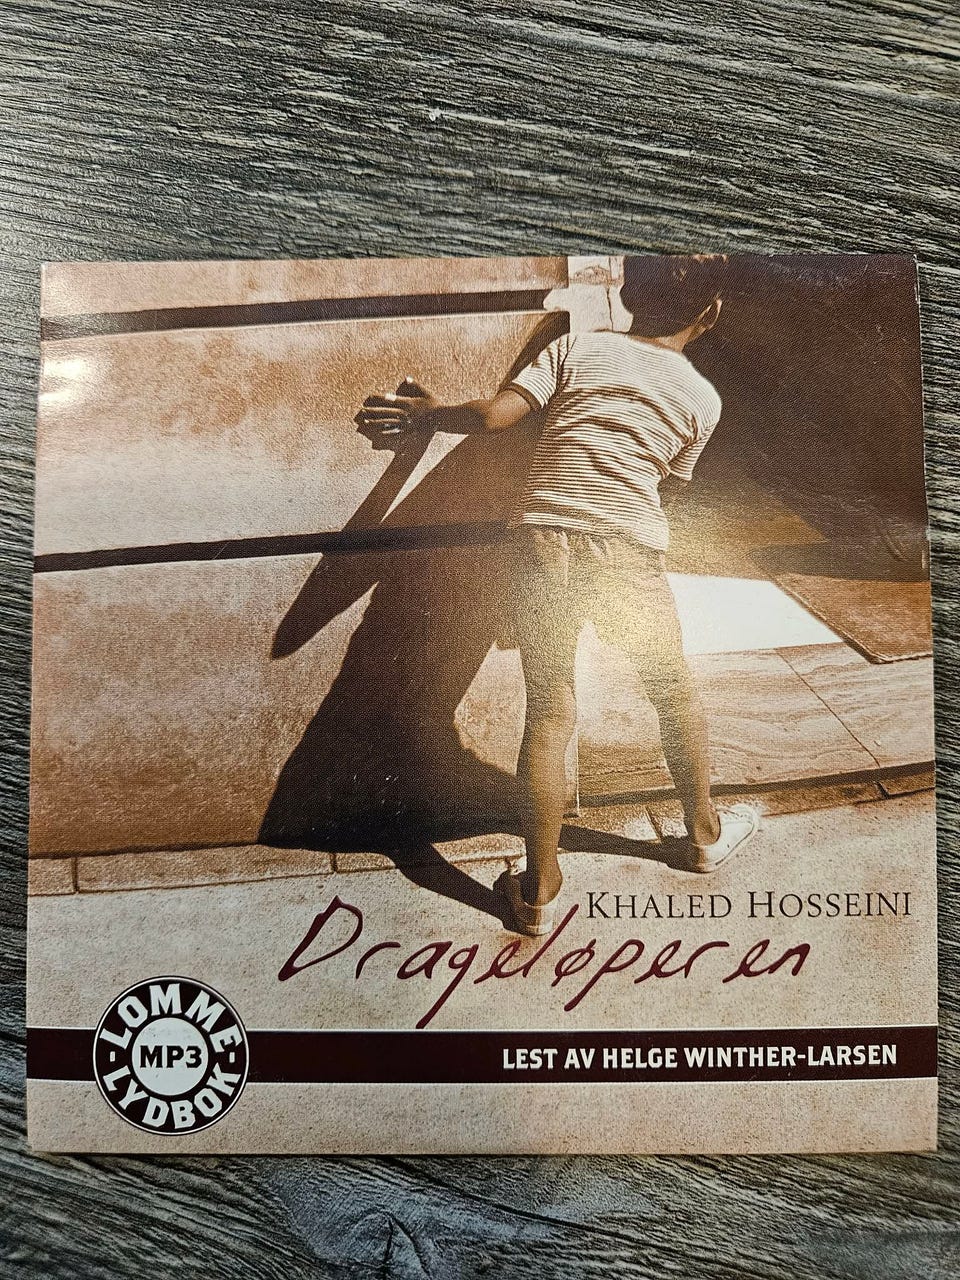 KHALED HOSSEINI
Drageløperen
LOMME-
MP3
-LYDBOK
LEST AV HELGE WINTHER-LARSEN